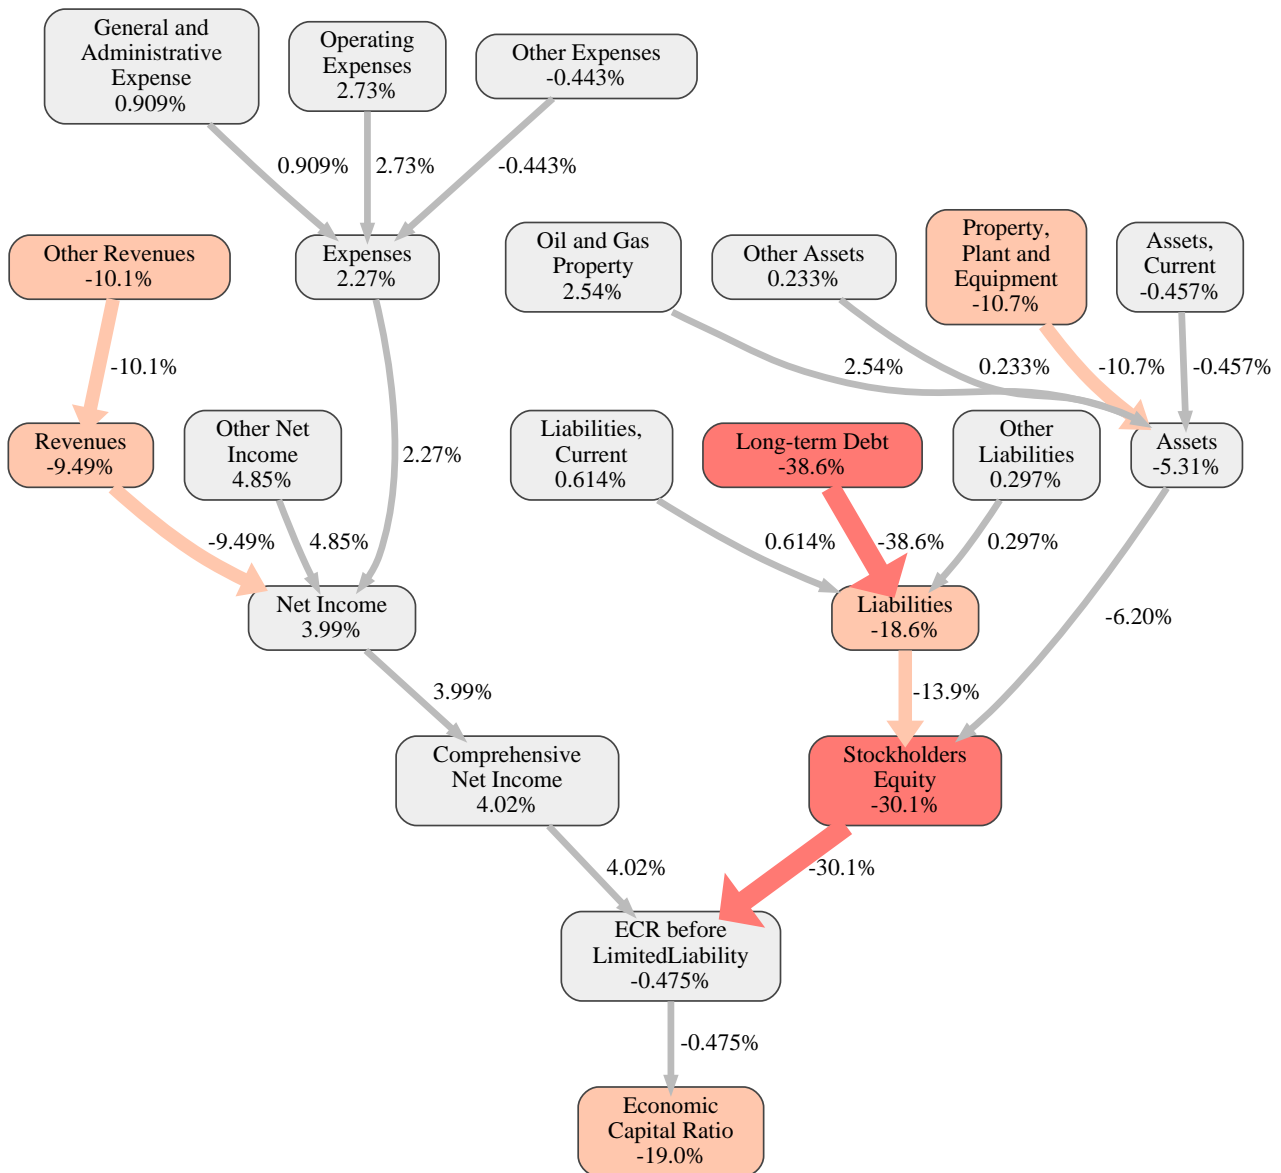 General and
Administrative
Expense
0.909%
Operating
Expenses
2.73%
Other Expenses
-0.443%
0.909%
2.73%
-0.443%
Other Revenues
-10.1%
Expenses
2.27%
Oil and Gas
Property
2.54%
Other Assets
0.233%
Property,
Plant and
Equipment
-10.7%
Assets,
Current
-0.457%
-10.1%
2.54%
0.233%
-10.7%
-0.457%
Revenues
-9.49%
Other Net
Income
4.85%
2.27%
Liabilities,
Current
0.614%
Long-term Debt
-38.6%
Other
Liabilities
0.297%
Assets
-5.31%
-9.49%
4.85%
0.614%
-38.6%
0.297%
Net Income
3.99%
Liabilities
-18.6%
-6.20%
3.99%
-13.9%
Comprehensive
Net Income
4.02%
Stockholders
Equity
-30.1%
4.02%
-30.1%
ECR before
LimitedLiability
-0.475%
-0.475%
Economic
Capital Ratio
-19.0%